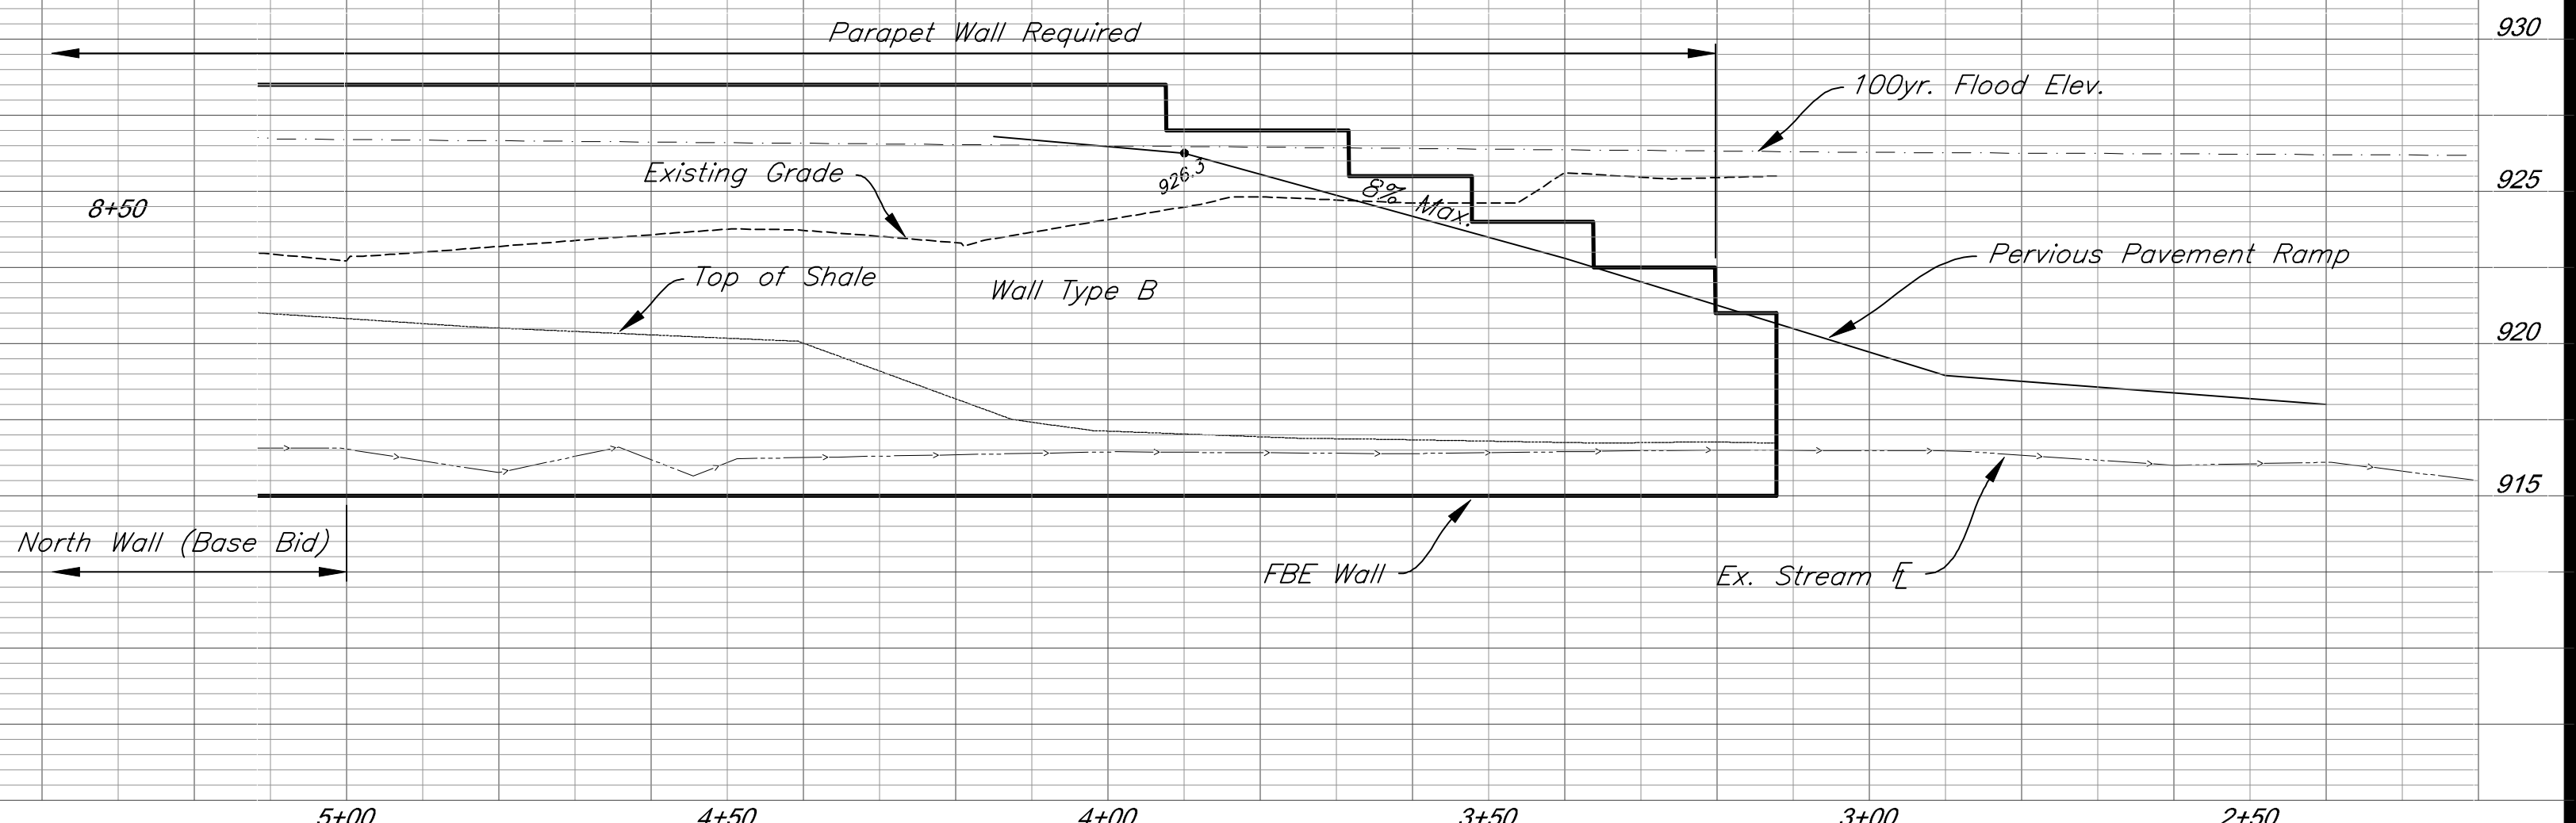 Parapet Wall Required
930
100yr. Flood Elev.
Existing Grade
926.3
8% Max.
925
8+50
Top of Shale
Wall Type B
Pervious Pavement Ramp
920
915
North Wall (Base Bid)
FBE Wall
Ex. Stream ℄
5+00 4+50 4+00 3+50 3+00 2+50